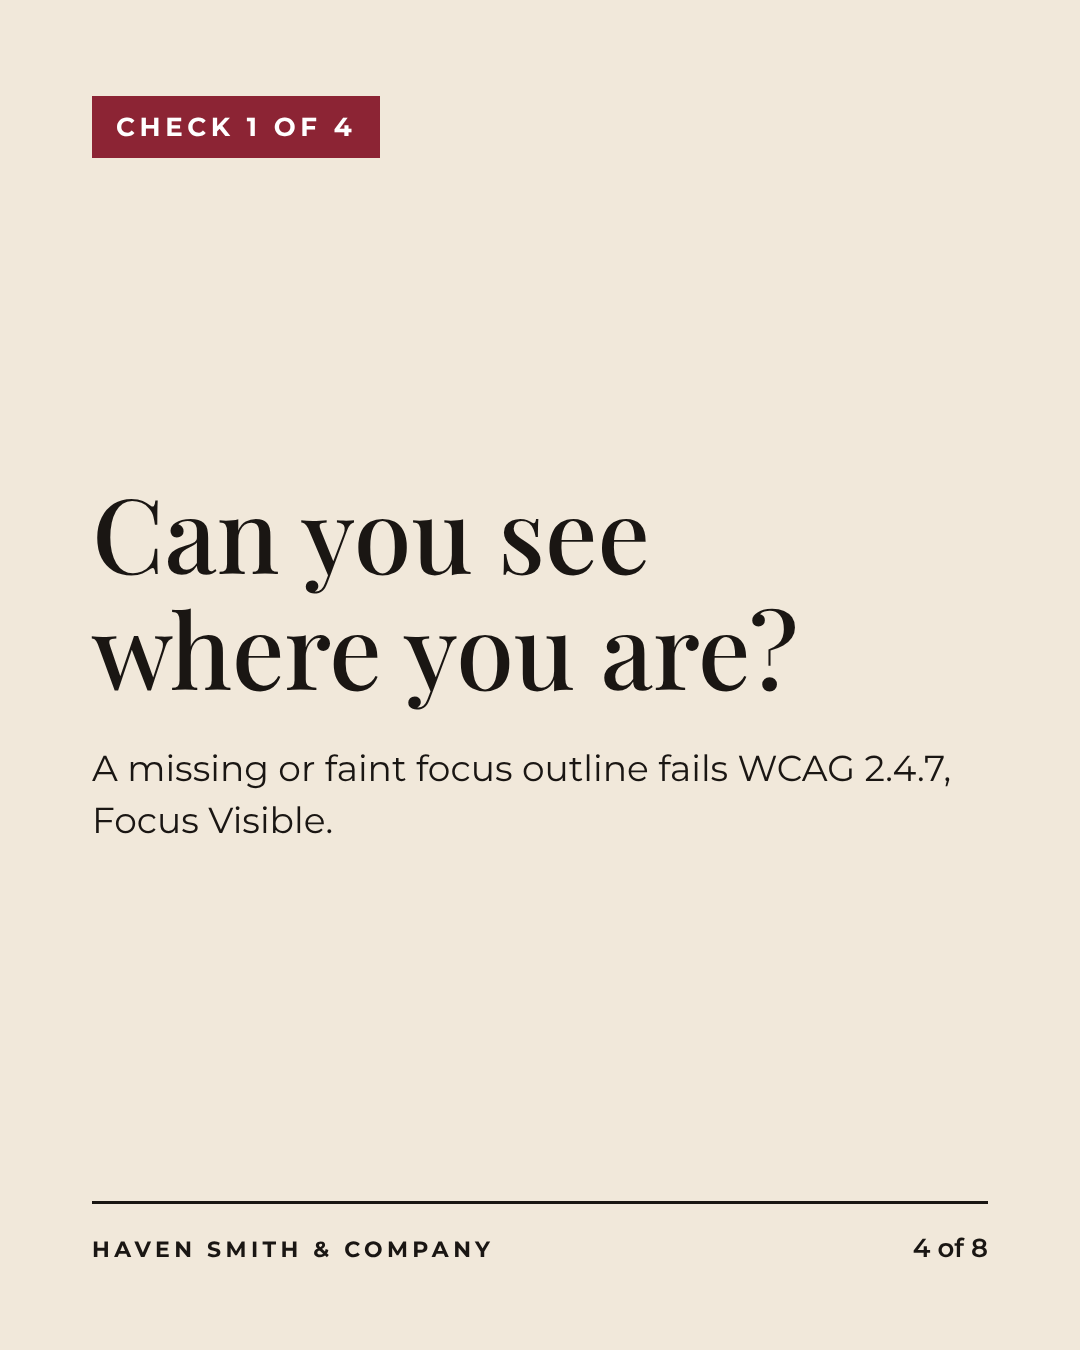 CHECK 1 OF 4
Can you see
where you are?
A missing or faint focus outline fails WCAG 2.4.7,
Focus Visible.
HAVEN SMITH & COMPANY
4 of 8